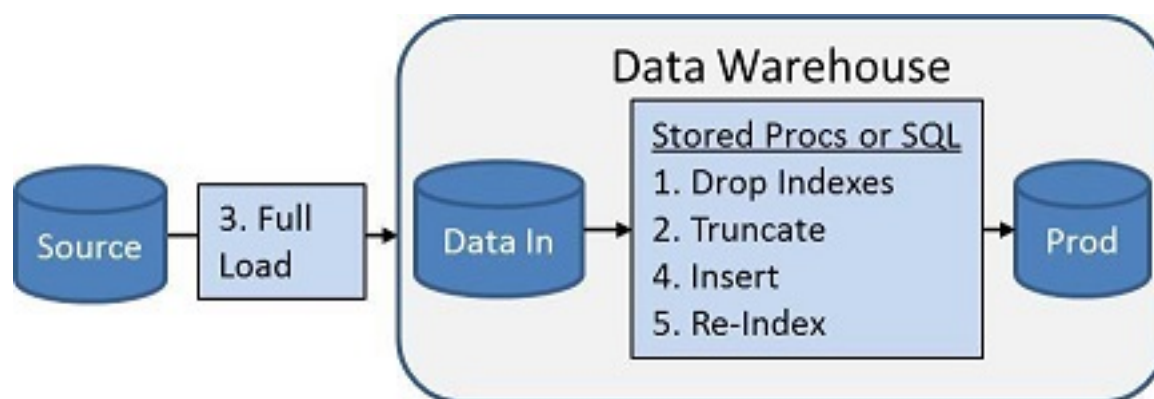 Data Warehouse
Source
3. Full
Load
Data In
Stored Procs or SQL
1. Drop Indexes
2. Truncate
4. Insert
5. Re-Index
Prod